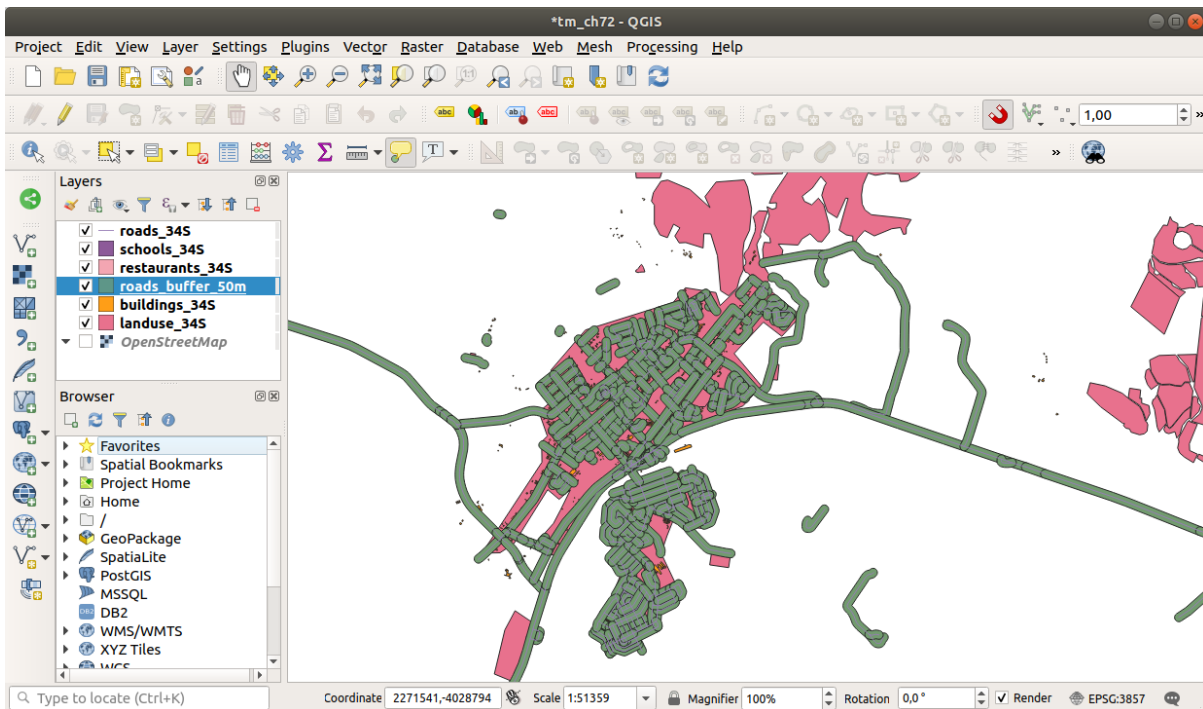 *tm_ch72 - QGIS
Project Edit View Layer Settings Plugins Vector Raster Database Web Mesh Processing Help
abc abc
1,00
»
T
»
Layers
roads_34S
schools_34S
restaurants_34S
roads_buffer_50m
buildings_34S
landuse_34S
OpenStreetMap
Browser
Favorites
Spatial Bookmarks
Project Home
Home
/
GeoPackage
SpatiaLite
PostGIS
MSSQL
DB2
WMS/WMTS
XYZ Tiles
WCS
Type to locate (Ctrl+K) Coordinate 2271541,-4028794 Scale 1:51359 Magnifier 100% Rotation 0,0 ° Render EPSG:3857